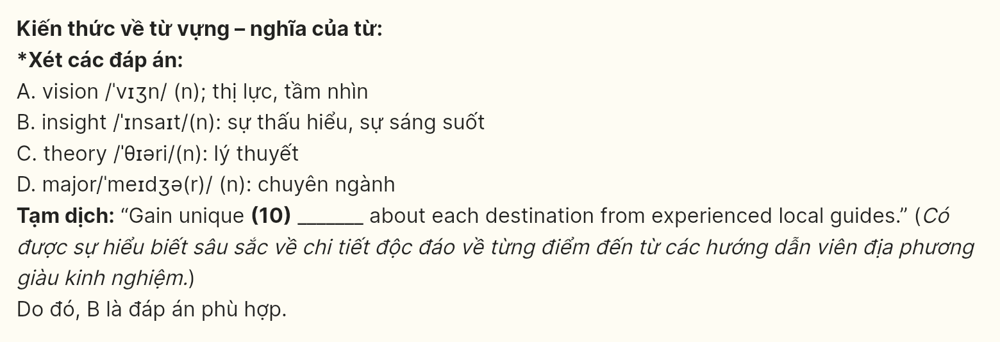 Kiến thức về từ vựng – nghĩa của từ:
*Xét các đáp án:
A. vision /ˈvɪʒn/ (n); thị lực, tầm nhìn
B. insight /ˈɪnsaɪt/(n): sự thấu hiểu, sự sáng suốt
C. theory /ˈθɪəri/(n): lý thuyết
D. major/ˈmeɪdʒə(r)/ (n): chuyên ngành
Tạm dịch: “Gain unique (10) _______ about each destination from experienced local guides.” (Có
được sự hiểu biết sâu sắc về chi tiết độc đáo về từng điểm đến từ các hướng dẫn viên địa phương
giàu kinh nghiệm.)
Do đó, B là đáp án phù hợp.